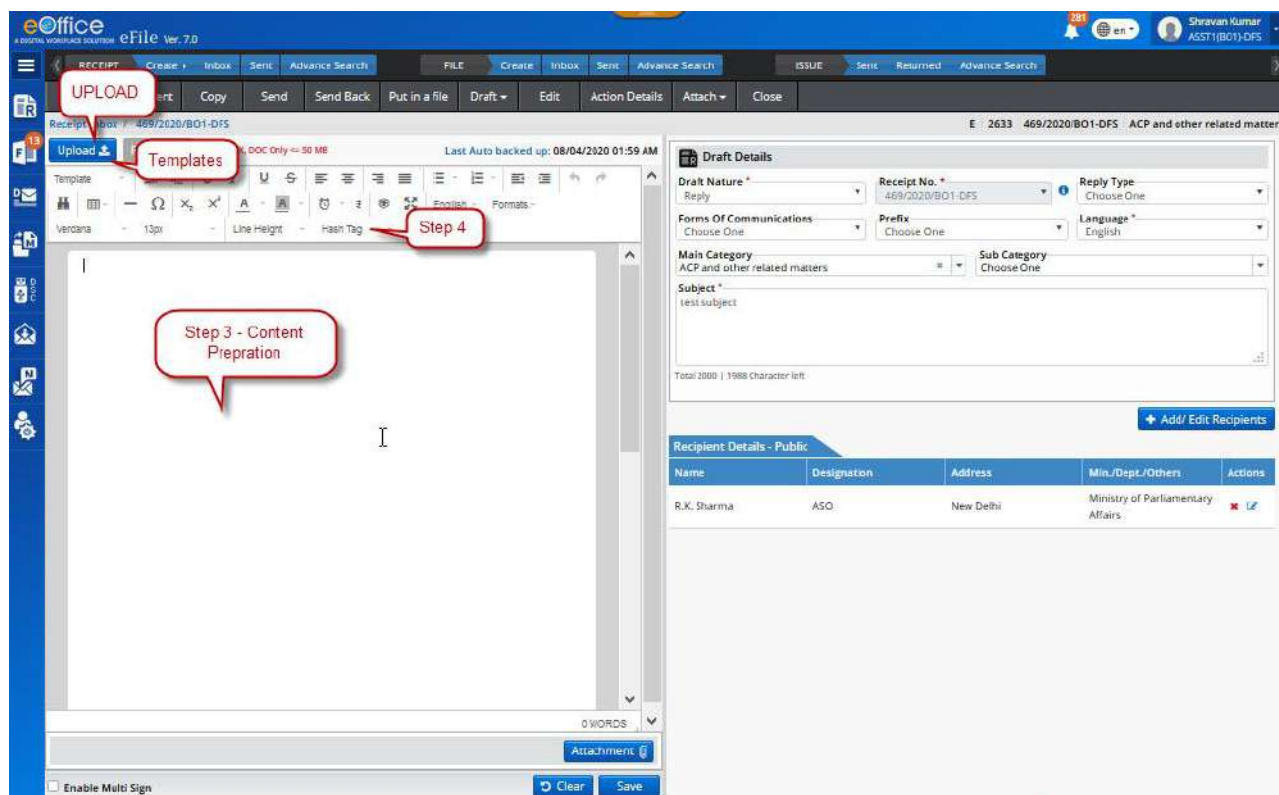 eOffice
A DIGITAL WORKPLACE SOLUTION eFile Ver. 7.0
281 en Shravan Kumar
ASST1(BO1)-DFS
RECEIPT Create Inbox Sent Advance Search FILE Create Inbox Sent Advance Search ISSUE Sent Returned Advance Search
UPLOAD Copy Send Send Back Put in a file Draft Edit Action Details Attach Close
Receipt Inbox / 469/2020/BO1-DFS E 2633 469/2020/BO1-DFS ACP and other related matter
13
Upload DOC Only <= 50 MB Last Auto backed up: 08/04/2020 01:59 AM
Templates
Template
English Formats
Verdana 13px Line Height Hash Tag Step 4
Step 3 - Content
Prepration
0 WORDS
Attachment
Enable Multi Sign Clear Save
Draft Details
Draft Nature * Receipt No. * Reply Type
Reply 469/2020/BO1-DFS Choose One
Forms Of Communications Prefix Language *
Choose One Choose One English
Main Category Sub Category
ACP and other related matters Choose One
Subject *
test subject
Total 2000 | 1988 Character left
+ Add/ Edit Recipients
Recipient Details - Public
Name Designation Address Min./Dept./Others Actions
R.K. Sharma ASO New Delhi Ministry of Parliamentary
Affairs